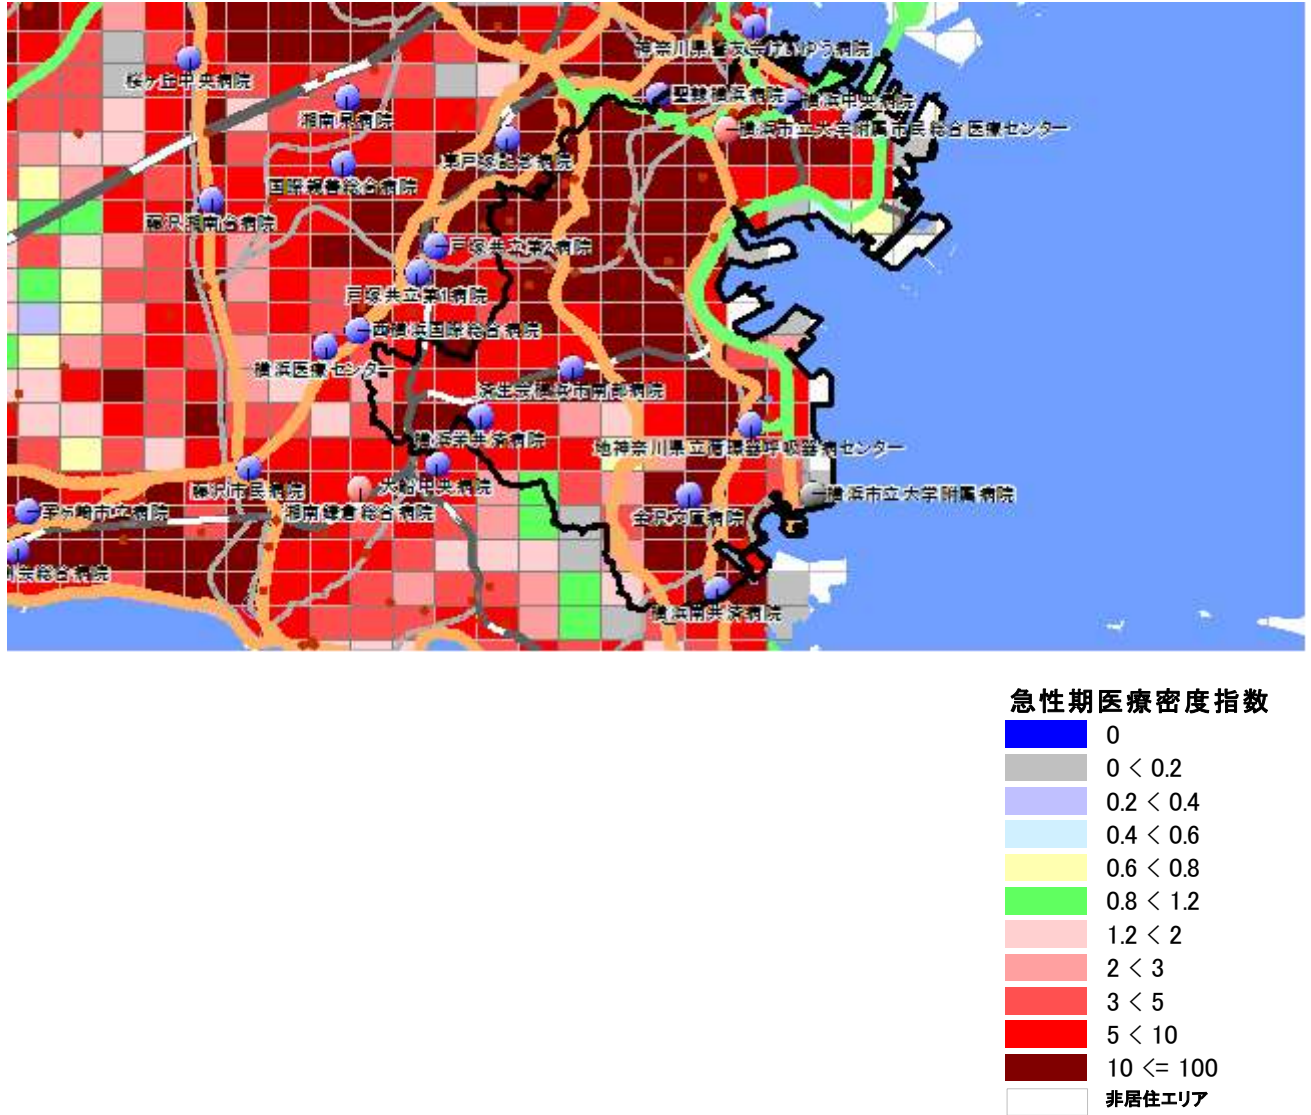 神奈川県警友会けいゆう病院
桜ヶ丘中央病院
聖隷横浜病院
横浜中央病院
湘南泉病院
横浜市立大学附属市民総合医療センター
東戸塚記念病院
国際親善総合病院
藤沢湘南台病院
戸塚共立第2病院
戸塚共立第1病院
西横浜国際総合病院
横浜医療センター
済生会横浜市南部病院
横浜栄共済病院
地神奈川県立循環器呼吸器病センター
藤沢市民病院
大船中央病院
横浜市立大学附属病院
茅ヶ崎市立病院
湘南鎌倉総合病院
金沢文庫病院
総合病院
横浜南共済病院
急性期医療密度指数
0
0 < 0.2
0.2 < 0.4
0.4 < 0.6
0.6 < 0.8
0.8 < 1.2
1.2 < 2
2 < 3
3 < 5
5 < 10
10 <= 100
非居住エリア